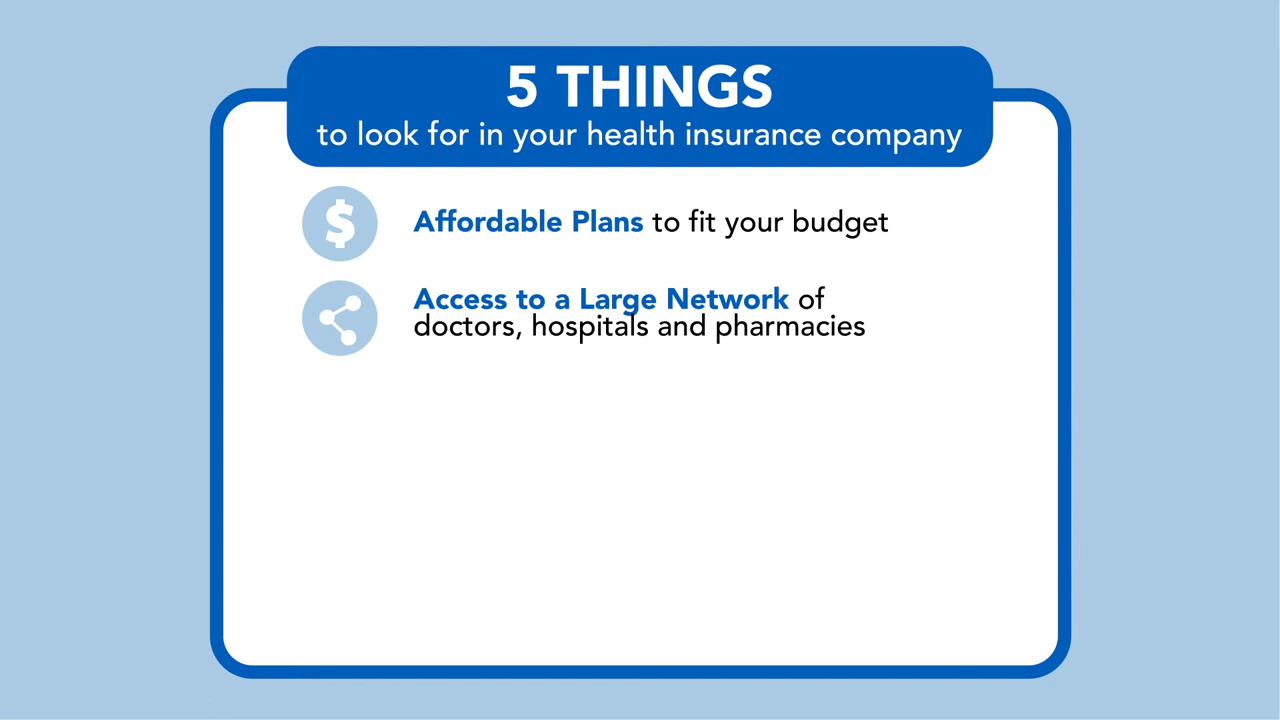 5 THINGS
to look for in your health insurance company
$
Affordable Plans to fit your budget
Access to a Large Network of
doctors, hospitals and pharmacies